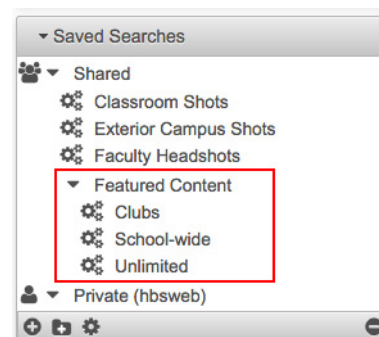 Saved Searches
Shared
Classroom Shots
Exterior Campus Shots
Faculty Headshots
Featured Content
Clubs
School-wide
Unlimited
Private (hbsweb)